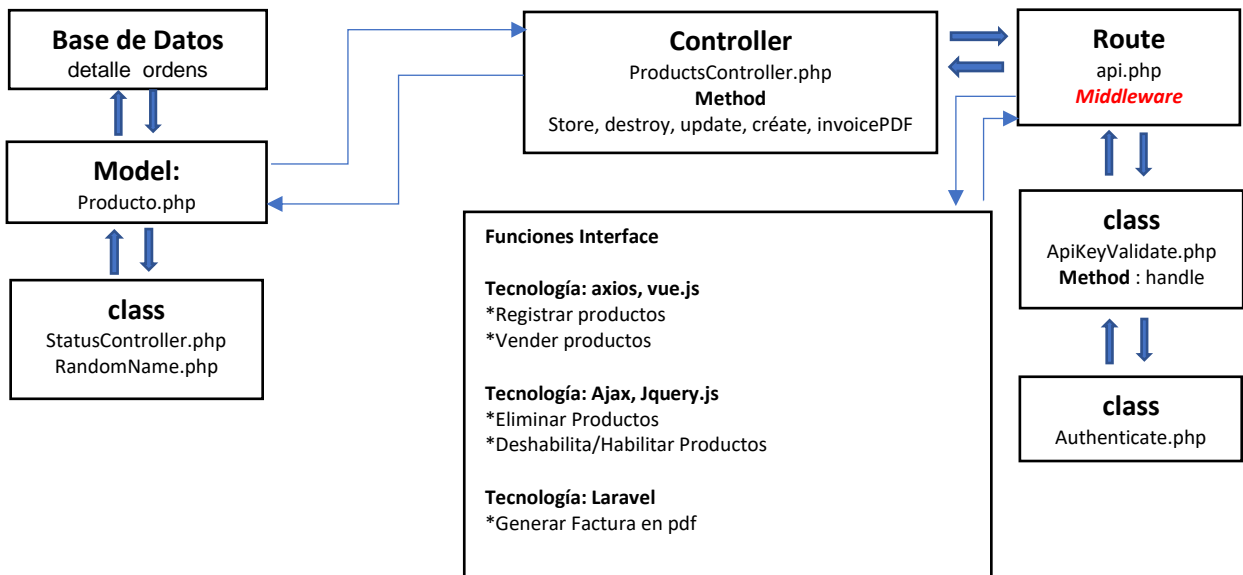 Base de Datos
detalle ordens
Model:
Producto.php
class
StatusController.php
RandomName.php
Controller
ProductsController.php
Method
Store, destroy, update, créate, invoicePDF
Route
api.php
Middleware
class
ApiKeyValidate.php
Method : handle
class
Authenticate.php
Funciones Interface
Tecnología: axios, vue.js
*Registrar productos
*Vender productos
Tecnología: Ajax, Jquery.js
*Eliminar Productos
*Deshabilita/Habilitar Productos
Tecnología: Laravel
*Generar Factura en pdf